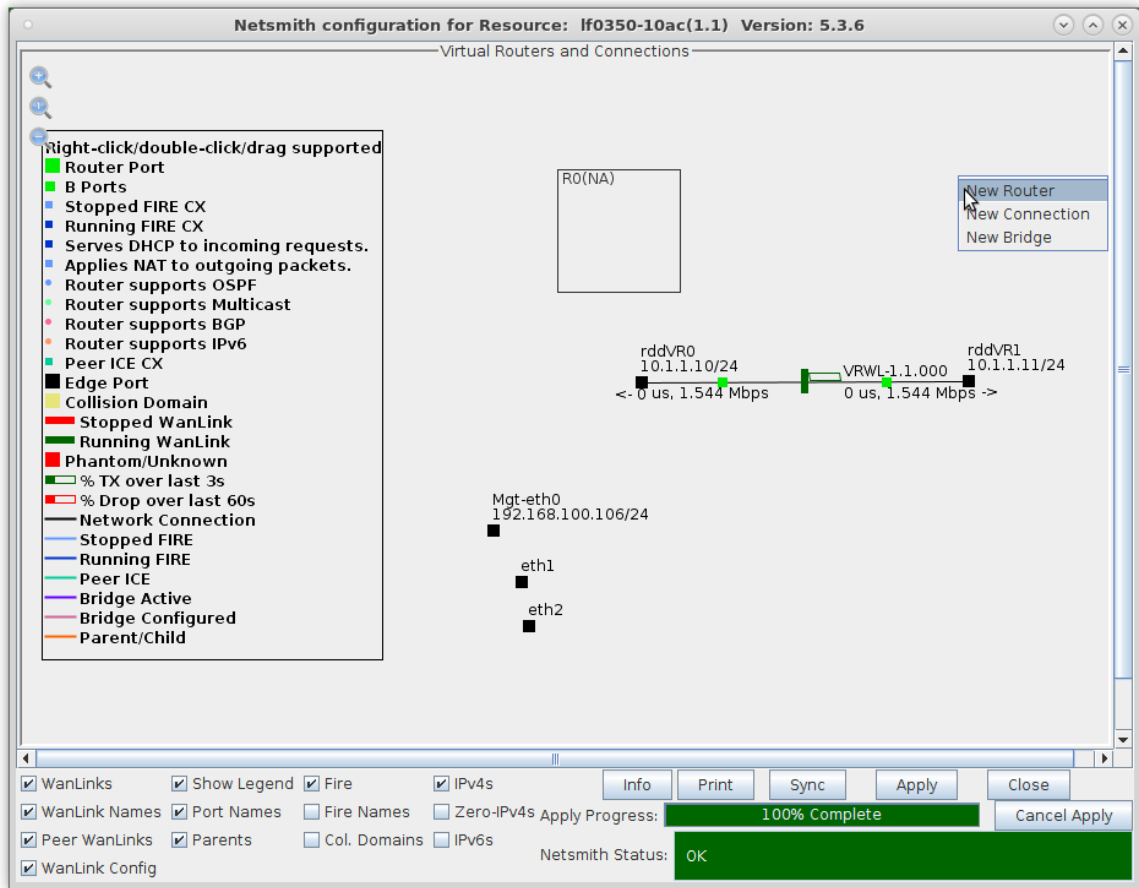 Netsmith configuration for Resource:  lf0350-10ac(1.1)  Version: 5.3.6
Virtual Routers and Connections
Right-click/double-click/drag supported
Router Port
B Ports
Stopped FIRE CX
Running FIRE CX
Serves DHCP to incoming requests.
Applies NAT to outgoing packets.
Router supports OSPF
Router supports Multicast
Router supports BGP
Router supports IPv6
Peer ICE CX
Edge Port
Collision Domain
Stopped WanLink
Running WanLink
Phantom/Unknown
% TX over last 3s
% Drop over last 60s
Network Connection
Stopped FIRE
Running FIRE
Peer ICE
Bridge Active
Bridge Configured
Parent/Child
R0(NA)
New Router
New Connection
New Bridge
rddVR0
10.1.1.10/24
<- 0 us, 1.544 Mbps
VRWL-1.1.000
0 us, 1.544 Mbps ->
rddVR1
10.1.1.11/24
Mgt-eth0
192.168.100.106/24
eth1
eth2
WanLinks Show Legend Fire IPv4s Info Print Sync Apply Close
WanLink Names Port Names Fire Names Zero-IPv4s Apply Progress: 100% Complete Cancel Apply
Peer WanLinks Parents Col. Domains IPv6s
Netsmith Status: OK
WanLink Config